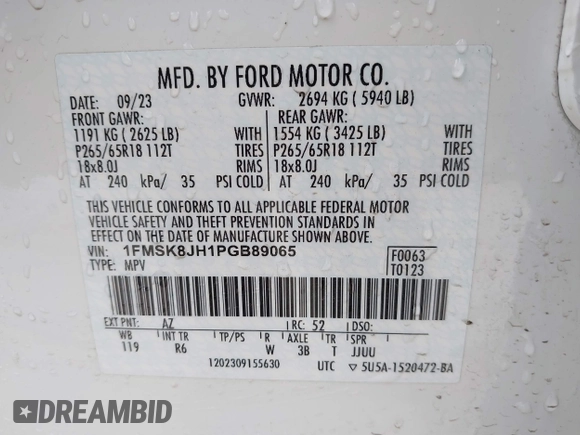 MFD. BY FORD MOTOR CO.
DATE: 09/23 GVWR: 2694 KG ( 5940 LB)
FRONT GAWR: REAR GAWR:
1191 KG ( 2625 LB) WITH 1554 KG ( 3425 LB) WITH
P265/65R18 112T TIRES P265/65R18 112T TIRES
18x8.0J RIMS 18x8.0J RIMS
AT 240 kPa/ 35 PSI COLD AT 240 kPa/ 35 PSI COLD
THIS VEHICLE CONFORMS TO ALL APPLICABLE FEDERAL MOTOR
VEHICLE SAFETY AND THEFT PREVENTION STANDARDS IN
EFFECT ON THE DATE OF MANUFACTURE SHOWN ABOVE.
VIN: 1FMSK8JH1PGB89065 F0063
TYPE: MPV T0123
EXT PNT: AZ RC: 52 DSO:
WB INT TR TP/PS R AXLE TR SPR
119 R6 W 3B T JJUU
1202309155630 UTC ▽ 5U5A-1520472-BA
DREAMBID